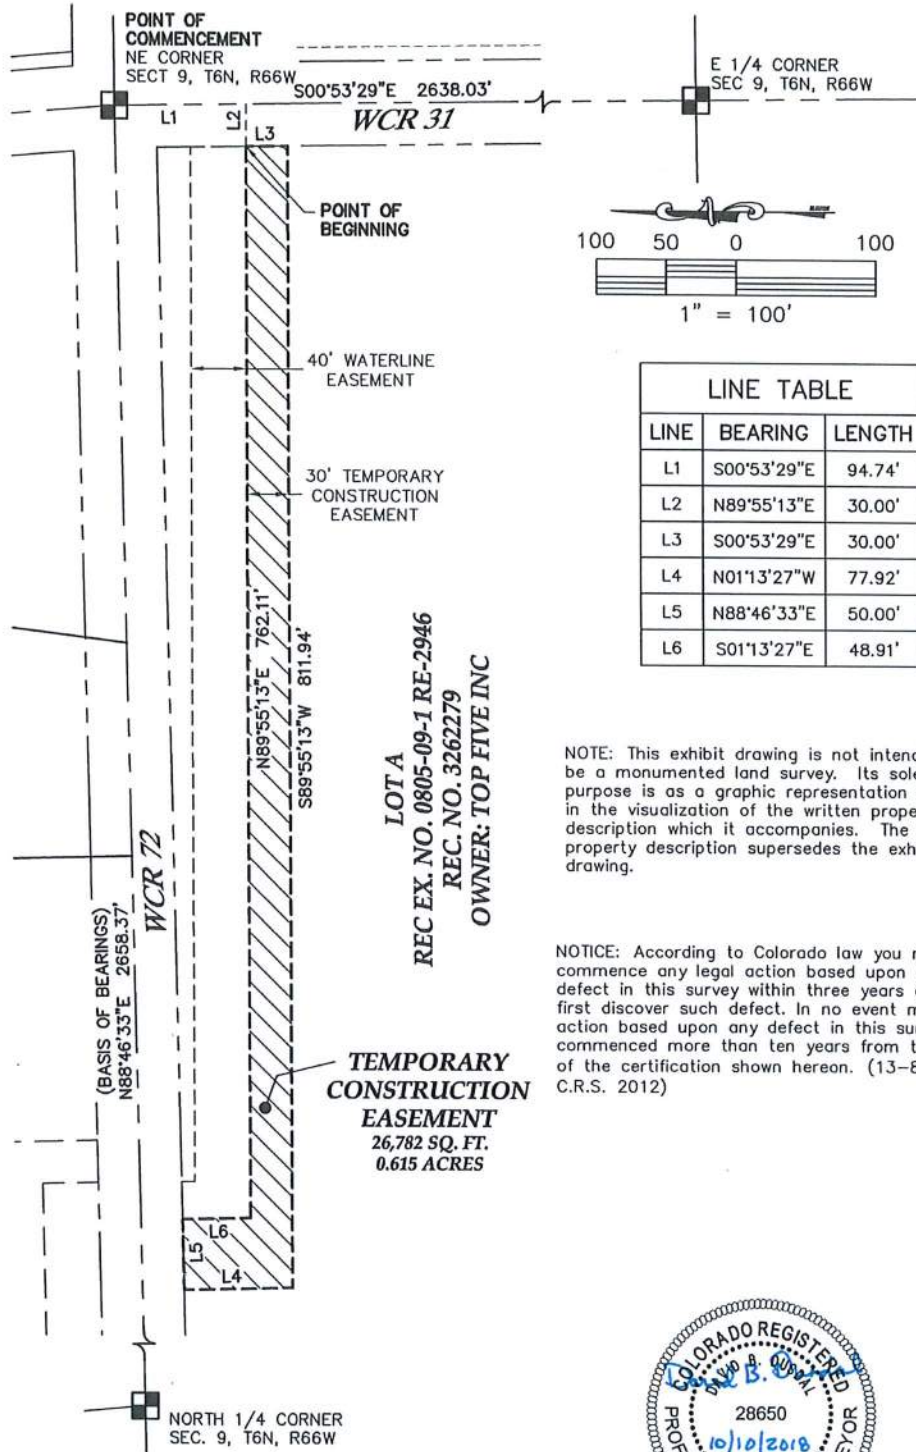 POINT OF
COMMENCEMENT
NE CORNER
SECT 9, T6N, R66W
E 1/4 CORNER
SEC 9, T6N, R66W
S00°53'29"E 2638.03'
WCR 31
L1
L2
L3
POINT OF
BEGINNING
100 50 0 100
1" = 100'
40' WATERLINE
EASEMENT
30' TEMPORARY
CONSTRUCTION
EASEMENT
LINE TABLE
LINE BEARING LENGTH
L1 S00°53'29"E 94.74'
L2 N89°55'13"E 30.00'
L3 S00°53'29"E 30.00'
L4 N01°13'27"W 77.92'
L5 N88°46'33"E 50.00'
L6 S01°13'27"E 48.91'
N89°55'13"E 762.11'
S89°55'13"W 811.94'
LOT A
REC EX. NO. 0805-09-1 RE-2946
REC. NO. 3262279
OWNER: TOP FIVE INC
NOTE: This exhibit drawing is not
be a monumented land survey. Its
purpose is as a graphic representation
in the visualization of the written
description which it accompanies. The
property description supersedes the
drawing.
WCR 72
(BASIS OF BEARINGS)
N88°46'33"E 2658.37'
NOTICE: According to Colorado law you
commence any legal action based upon
defect in this survey within three years
first discover such defect. In no event
action based upon any defect in this
commenced more than ten years from
of the certification shown hereon. (13-8
C.R.S. 2012)
TEMPORARY
CONSTRUCTION
EASEMENT
26,782 SQ. FT.
0.615 ACRES
L6
L5
L4
COLORADO REGISTERED
DAVID B.
28650
10/10/2018
NORTH 1/4 CORNER
SEC. 9, T6N, R66W